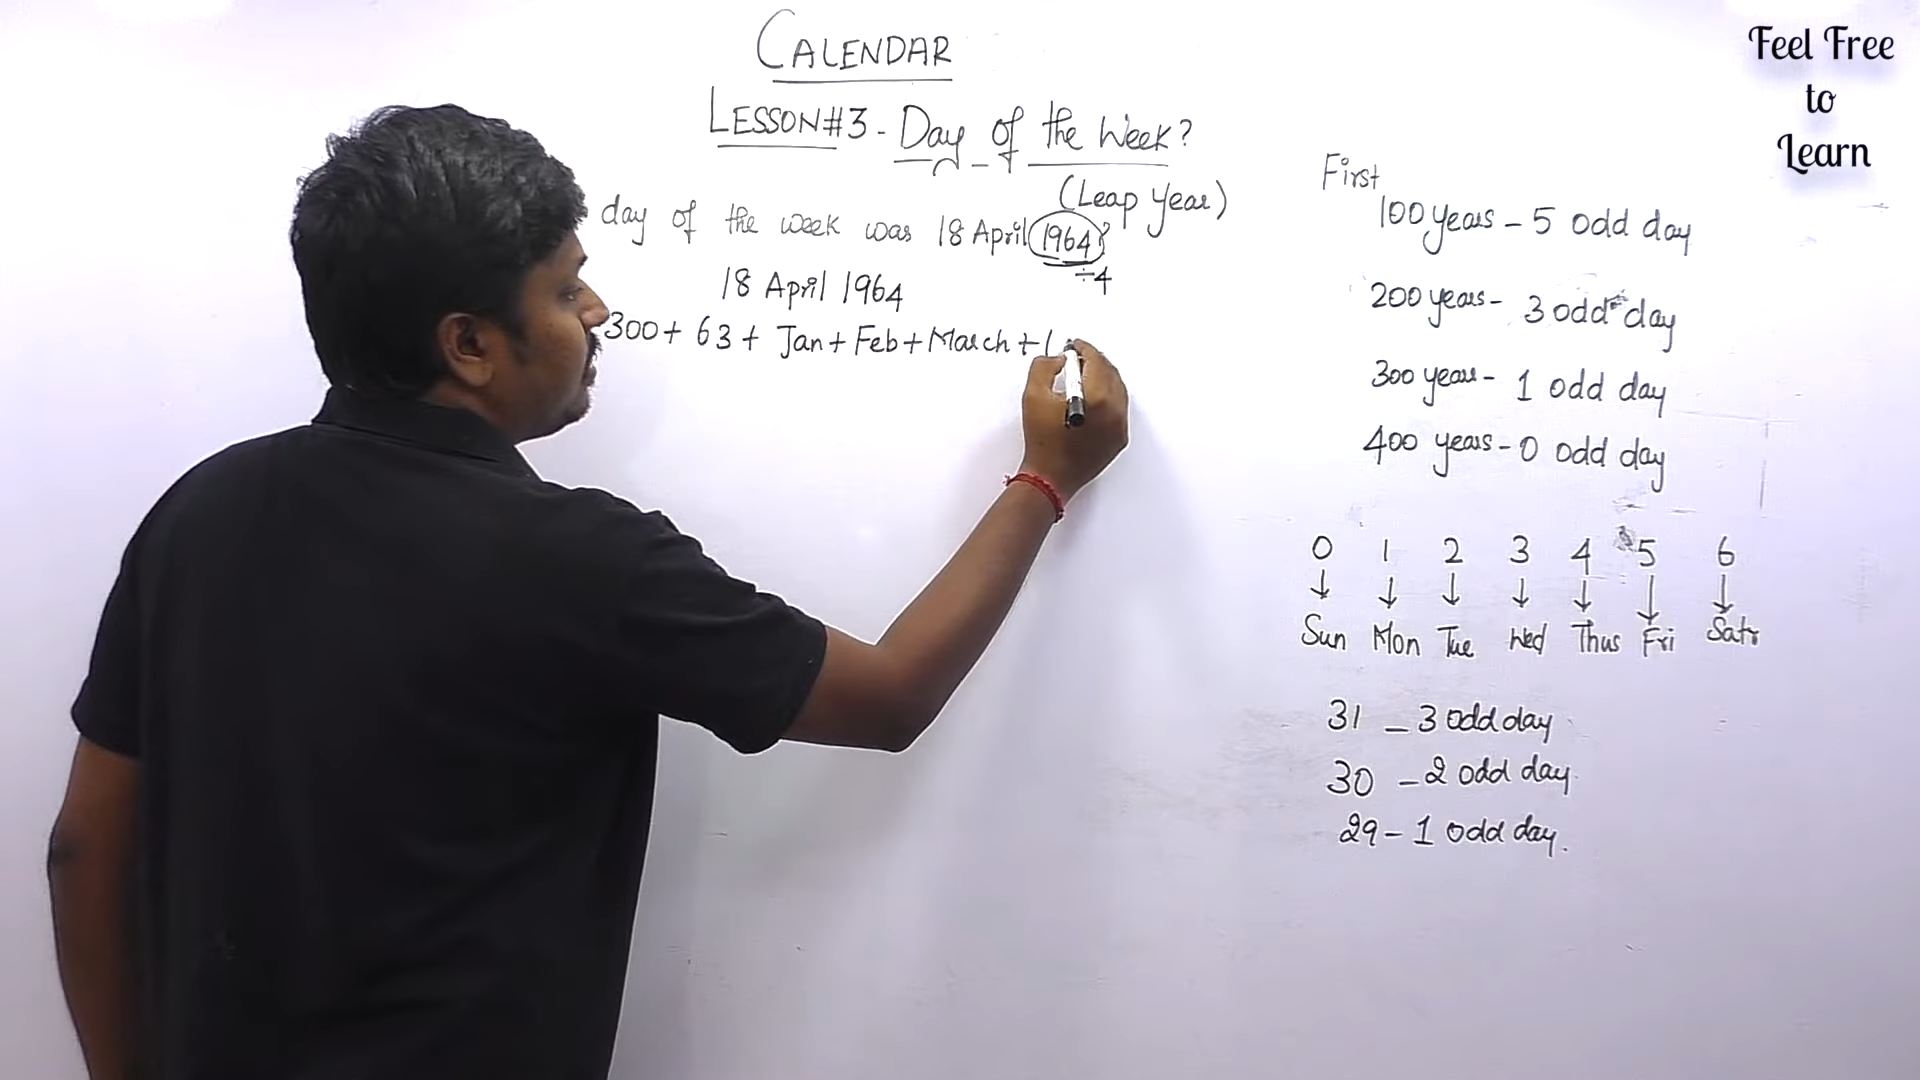 CALENDAR
LESSON#3 - Day of the Week?
(Leap Year)
day of the week was 18 April 1964?
÷4
18 April 1964
300 + 63 + Jan + Feb + March + 1
Feel Free
to
Learn
First
100 years - 5 odd day
200 years - 3 odd day
300 years - 1 odd day
400 years - 0 odd day
0 1 2 3 4 5 6
↓ ↓ ↓ ↓ ↓ ↓ ↓
Sun Mon Tue Wed Thus Fri Satr
31 - 3 odd day
30 - 2 odd day
29 - 1 odd day.